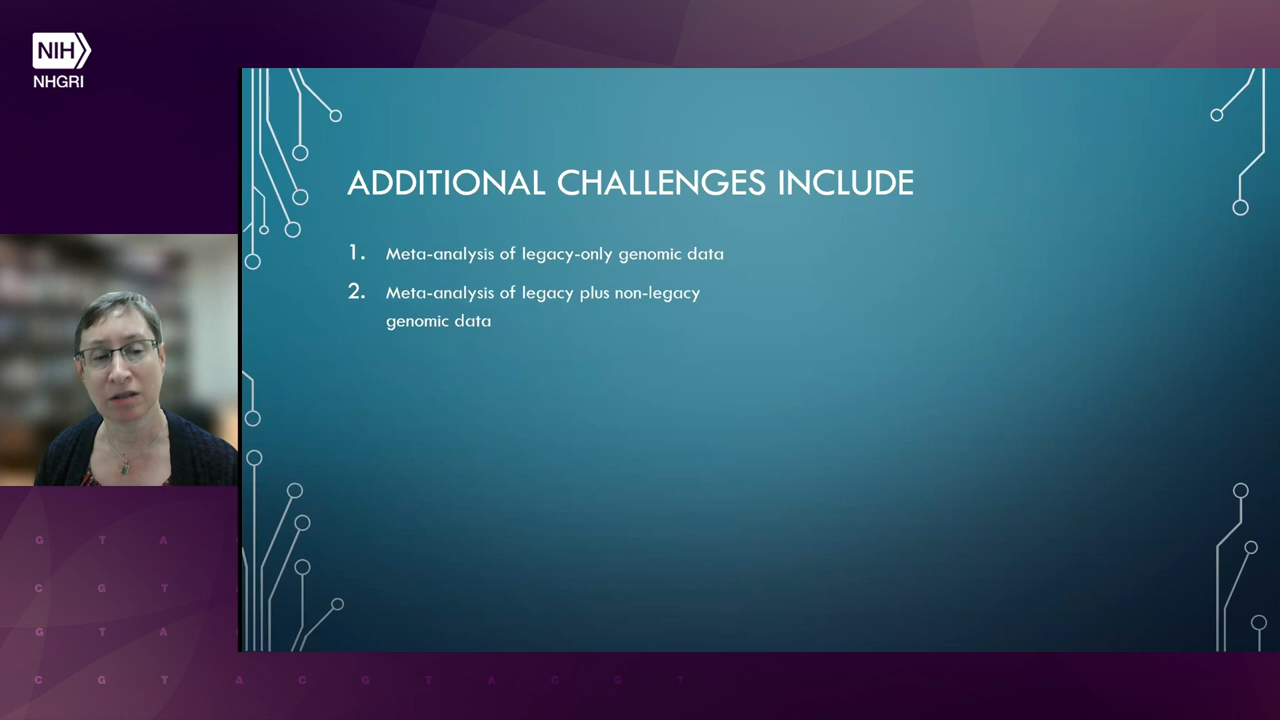 NIH
NHGRI
ADDITIONAL CHALLENGES INCLUDE
1. Meta-analysis of legacy-only genomic data
2. Meta-analysis of legacy plus non-legacy
genomic data
G T A
C G T
G T A
C G T A C G T A C G T